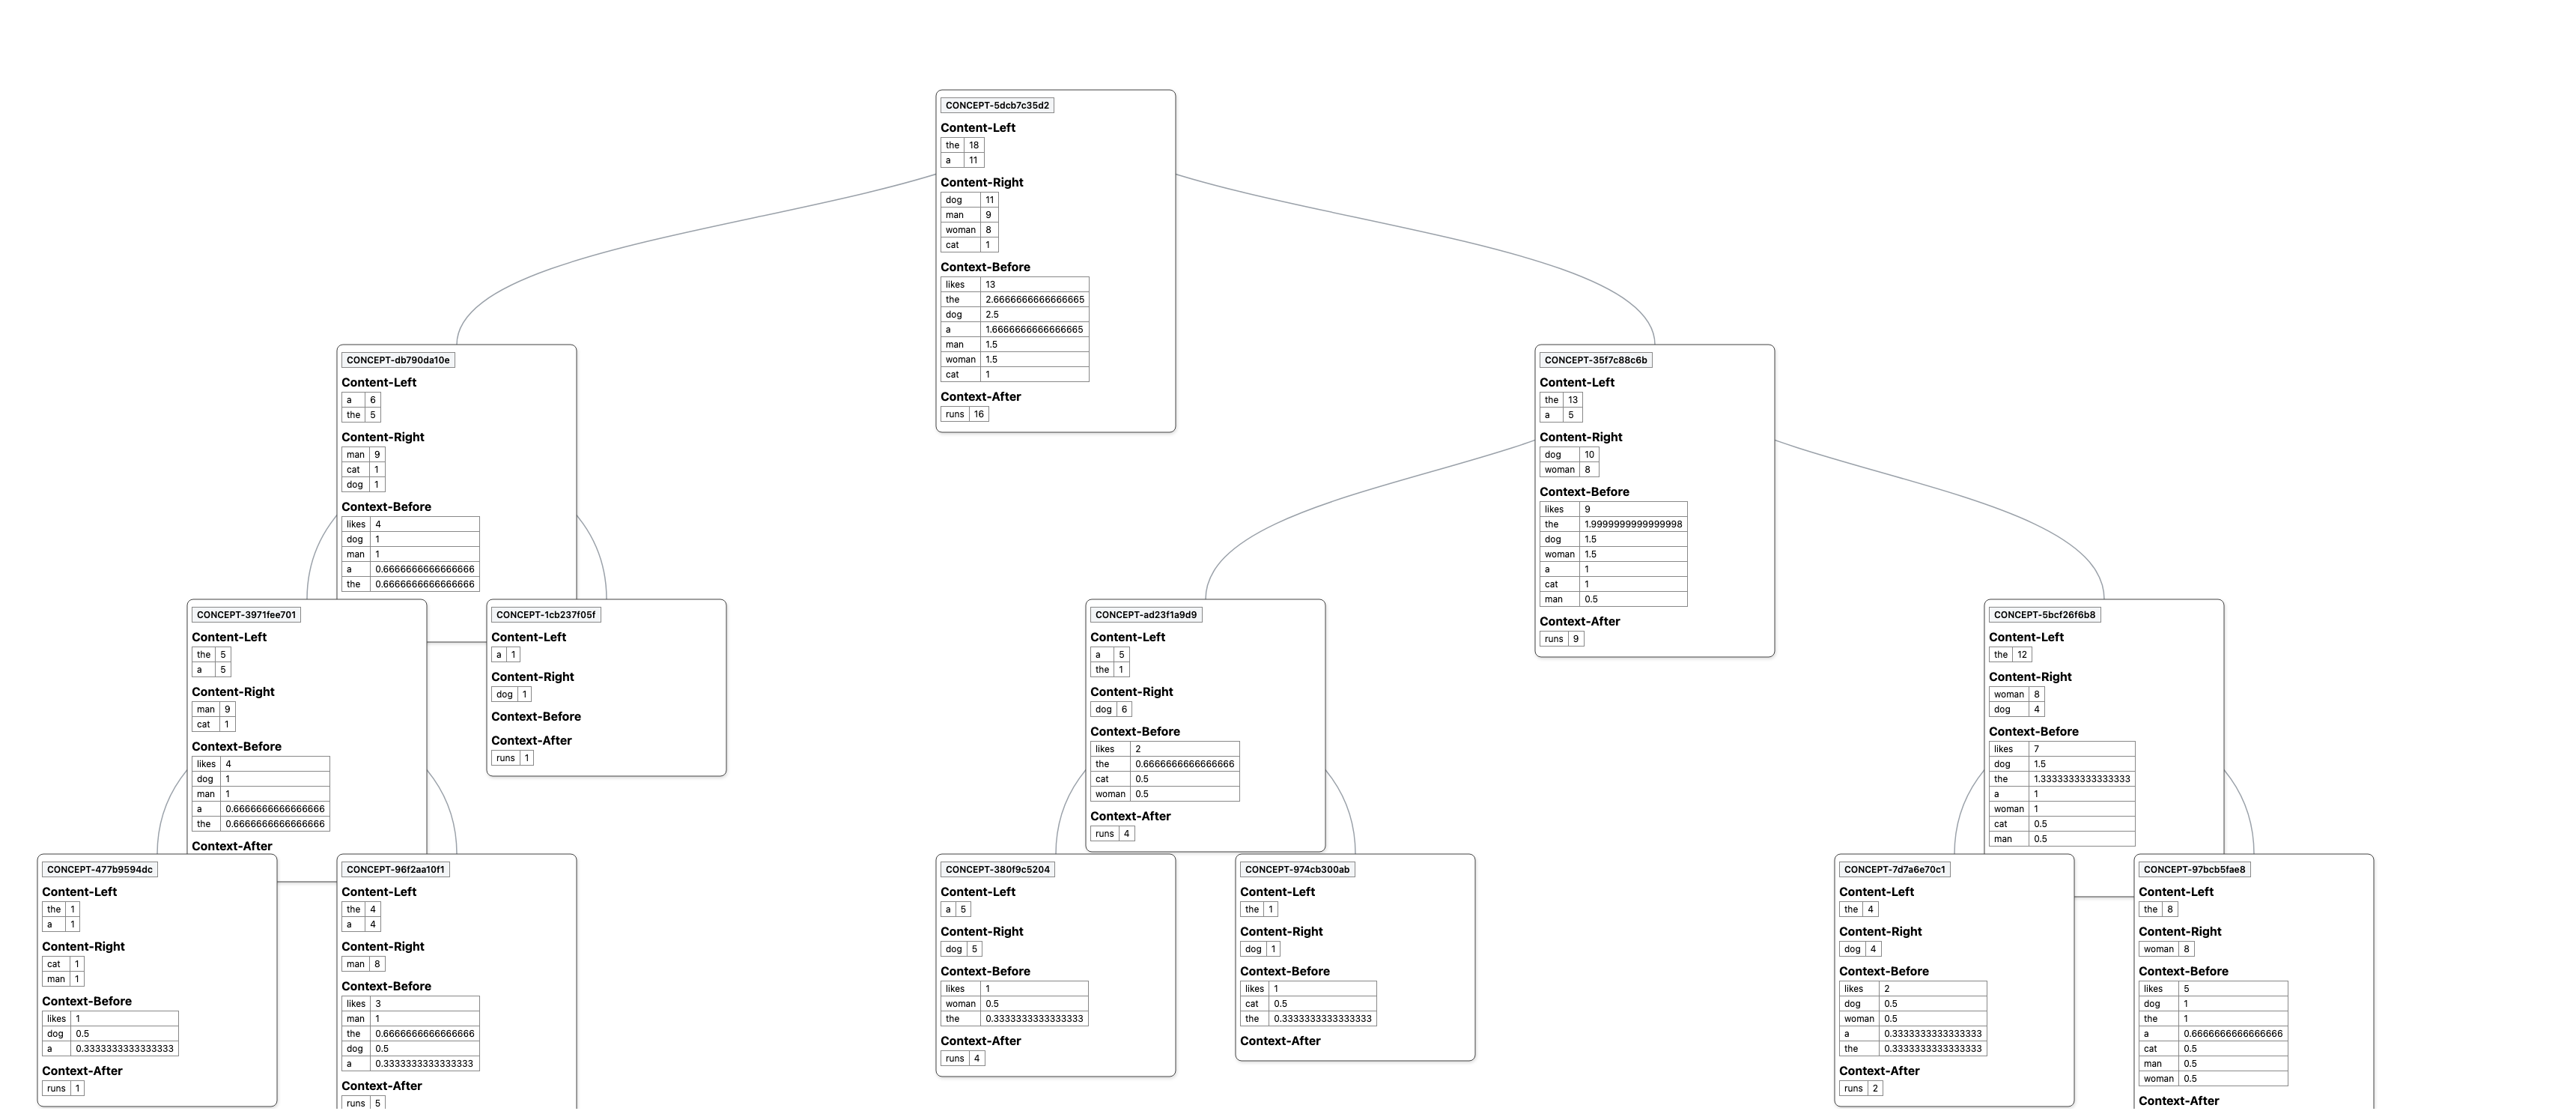 CONCEPT-5dcb7c35d2
Content-Left
the 18
a 11
Content-Right
dog 11
man 9
woman 8
cat 1
Context-Before
likes 13
the 2.6666666666666665
dog 2.5
a 1.6666666666666665
man 1.5
woman 1.5
cat 1
Context-After
runs 16
CONCEPT-db790da10e
Content-Left
a 6
the 5
Content-Right
man 9
cat 1
dog 1
Context-Before
likes 4
dog 1
man 1
a 0.6666666666666666
the 0.6666666666666666
CONCEPT-35f7c88c6b
Content-Left
the 13
a 5
Content-Right
dog 10
woman 8
Context-Before
likes 9
the 1.9999999999999998
dog 1.5
woman 1.5
a 1
cat 1
man 0.5
Context-After
runs 9
CONCEPT-3971fee701
Content-Left
the 5
a 5
Content-Right
man 9
cat 1
Context-Before
likes 4
dog 1
man 1
a 0.6666666666666666
the 0.6666666666666666
Context-After
CONCEPT-1cb237f05f
Content-Left
a 1
Content-Right
dog 1
Context-Before
Context-After
runs 1
CONCEPT-ad23f1a9d9
Content-Left
a 5
the 1
Content-Right
dog 6
Context-Before
likes 2
the 0.6666666666666666
cat 0.5
woman 0.5
Context-After
runs 4
CONCEPT-5bcf26f6b8
Content-Left
the 12
Content-Right
woman 8
dog 4
Context-Before
likes 7
dog 1.5
the 1.3333333333333333
a 1
woman 1
cat 0.5
man 0.5
CONCEPT-477b9594dc
Content-Left
the 1
a 1
Content-Right
cat 1
man 1
Context-Before
likes 1
dog 0.5
a 0.3333333333333333
Context-After
runs 1
CONCEPT-96f2aa10f1
Content-Left
the 4
a 4
Content-Right
man 8
Context-Before
likes 3
man 1
the 0.6666666666666666
dog 0.5
a 0.3333333333333333
Context-After
runs 5
CONCEPT-380f9c5204
Content-Left
a 5
Content-Right
dog 5
Context-Before
likes 1
woman 0.5
the 0.3333333333333333
Context-After
runs 4
CONCEPT-974cb300ab
Content-Left
the 1
Content-Right
dog 1
Context-Before
likes 1
cat 0.5
the 0.3333333333333333
Context-After
CONCEPT-7d7a6e70c1
Content-Left
the 4
Content-Right
dog 4
Context-Before
likes 2
dog 0.5
woman 0.5
a 0.3333333333333333
the 0.3333333333333333
Context-After
runs 2
CONCEPT-97bcb5fae8
Content-Left
the 8
Content-Right
woman 8
Context-Before
likes 5
dog 1
the 1
a 0.6666666666666666
cat 0.5
man 0.5
woman 0.5
Context-After